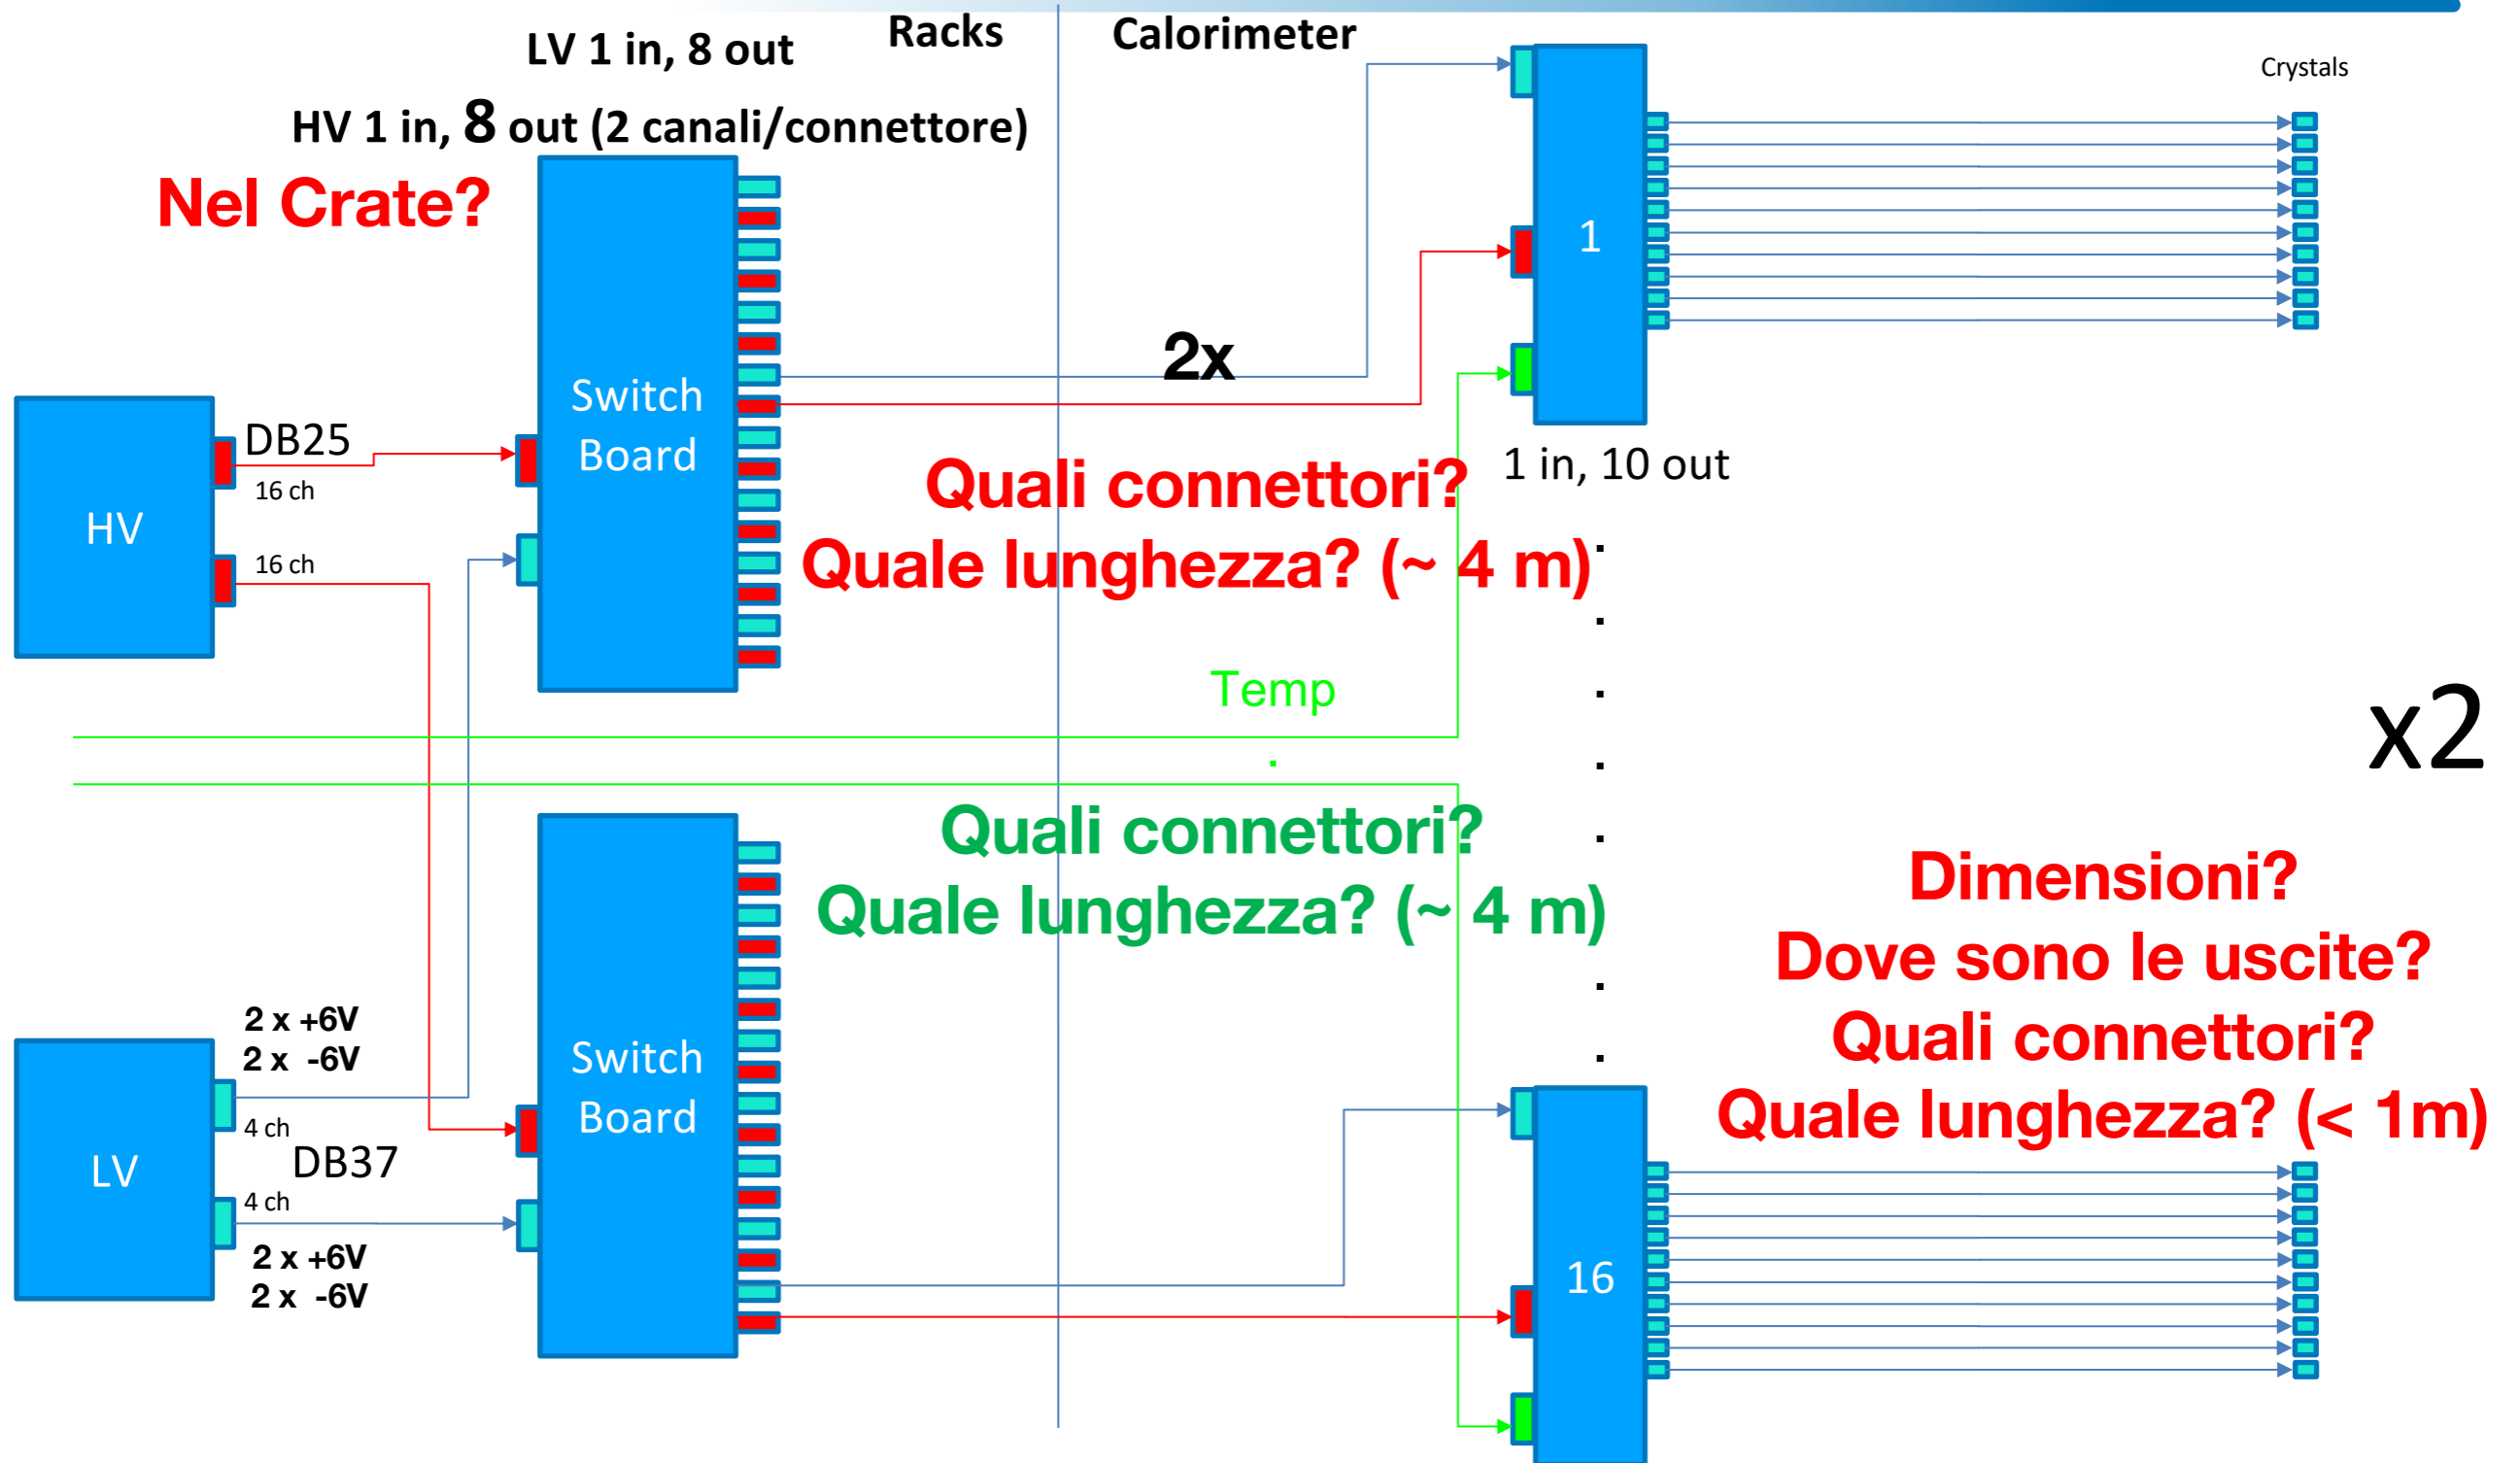 LV 1 in, 8 out
Racks
Calorimeter
Crystals
HV 1 in, 8 out (2 canali/connettore)
Nel Crate?
1
2x
Switch
Board
DB25
16 ch
HV
16 ch
Quali connettori?
Quale lunghezza? (~ 4 m)
1 in, 10 out
.
.
.
.
.
.
.
Temp
.
x2
Quali connettori?
Quale lunghezza? (~ 4 m)
Dimensioni?
Dove sono le uscite?
Quali connettori?
Quale lunghezza? (< 1m)
2 x +6V
2 x -6V
Switch
Board
4 ch
DB37
LV
4 ch
2 x +6V
2 x -6V
16